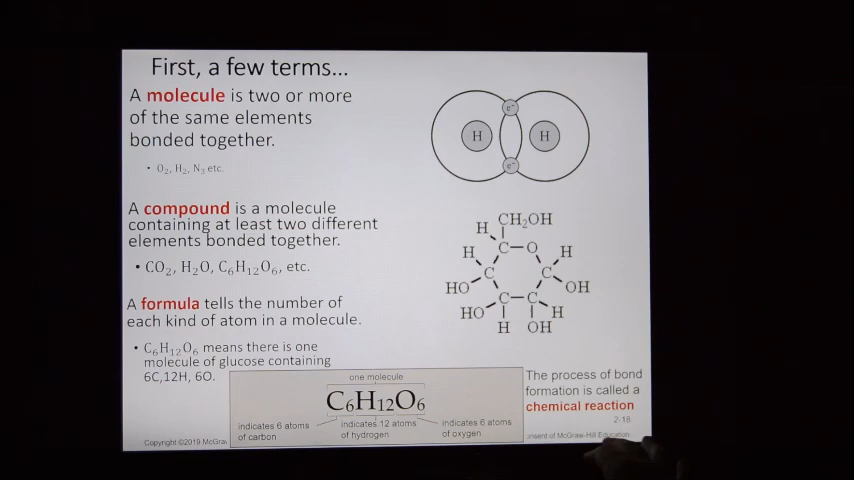 First, a few terms...
A molecule is two or more
of the same elements
bonded together.
• O₂, H₂, N₃ etc.
A compound is a molecule
containing at least two different
elements bonded together.
• CO₂, H₂O, C₆H₁₂O₆, etc.
A formula tells the number of
each kind of atom in a molecule.
• C₆H₁₂O₆ means there is one
molecule of glucose containing
6C,12H, 6O.
e⁻
H H
e⁻
CH₂OH
H
C O
H H
C C
HO OH
C C
HO H
H OH
one molecule
C₆H₁₂O₆
indicates 6 atoms
of carbon
indicates 12 atoms
of hydrogen
indicates 6 atoms
of oxygen
The process of bond
formation is called a
chemical reaction
2-18
Copyright ©2019 McGraw
onsent of McGraw-Hill Education